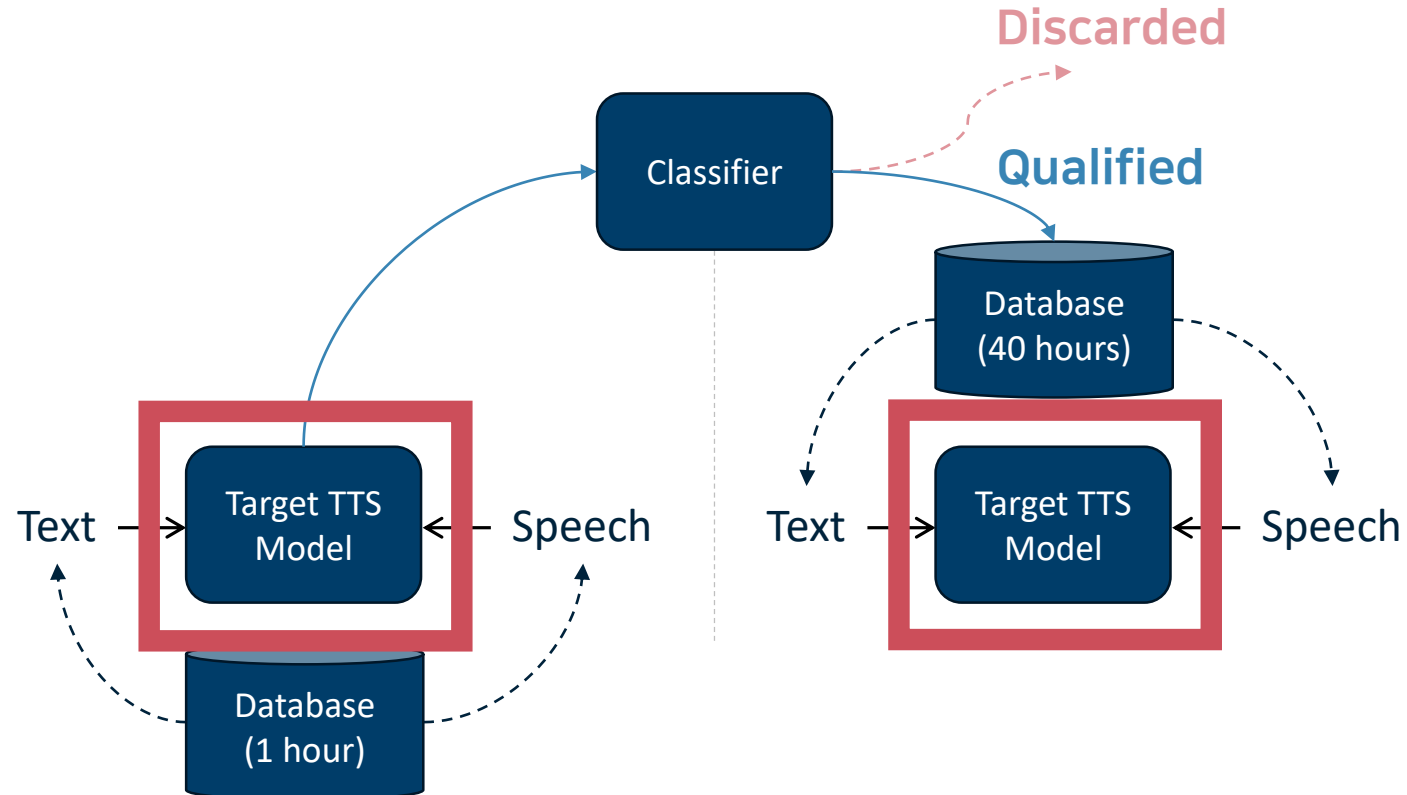 Discarded
Classifier
Qualified
Database
(40 hours)
Text
Target TTS
Model
Speech
Text
Target TTS
Model
Speech
Database
(1 hour)